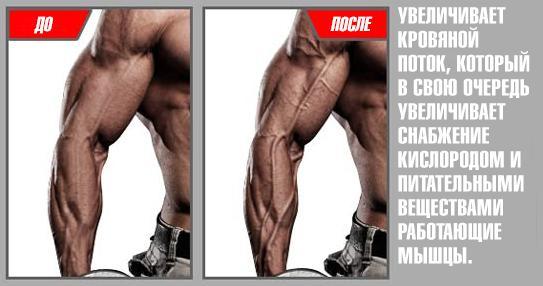 ДО
ПОСЛЕ
УВЕЛИЧИВАЕТ
КРОВЯНОЙ
ПОТОК, КОТОРЫЙ
В СВОЮ ОЧЕРЕДЬ
УВЕЛИЧИВАЕТ
СНАБЖЕНИЕ
КИСЛОРОДОМ И
ПИТАТЕЛЬНЫМИ
ВЕЩЕСТВАМИ
РАБОТАЮЩИЕ
МЫШЦЫ.